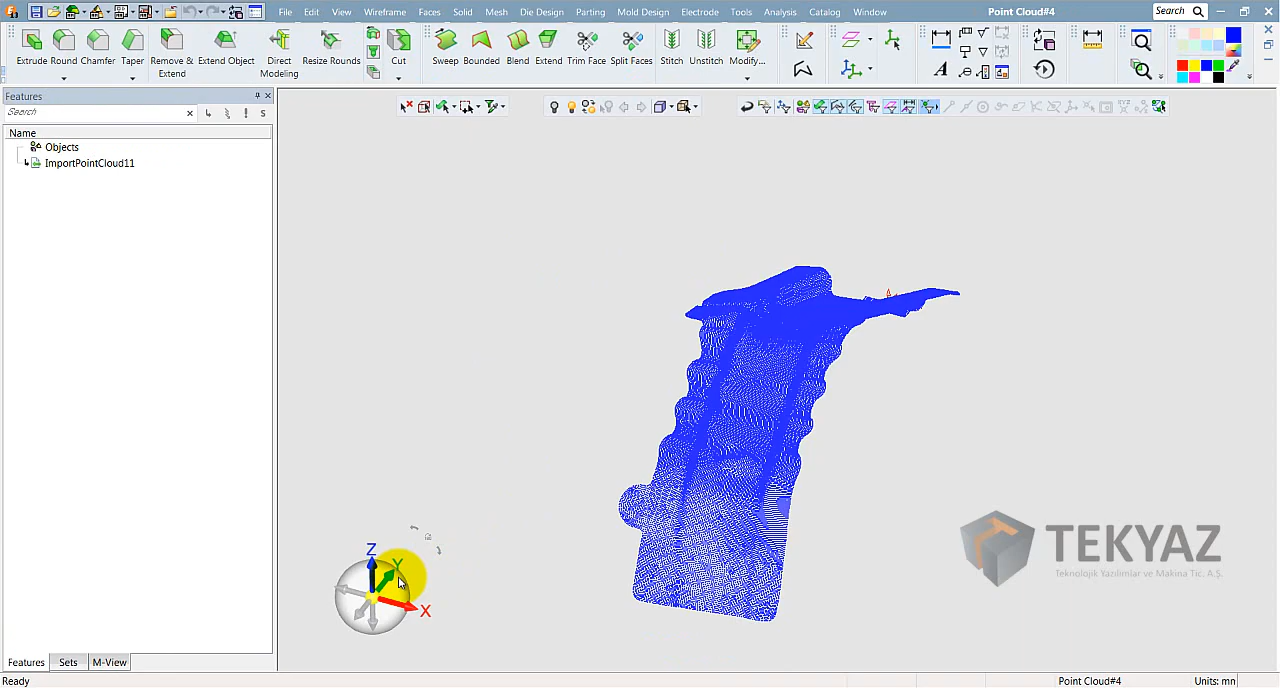 File Edit View Wireframe Faces Solid Mesh Die Design Parting Mold Design Electrode Tools Analysis Catalog Window Point Cloud#4 Search
Extrude Round Chamfer Taper Remove & Extend Extend Object Direct Modeling Resize Rounds Cut Sweep Boundary Blend Extend Trim Face Split Faces Stitch Unstitch Modify...
Features
Search
S
Name
Objects
ImportPointCloud11
Z
Y
X
TEKYAZ
Teknolojik Yazılımlar ve Makina Tic. A.Ş.
Features Sets M-View
Ready Point Cloud#4 Units: mn